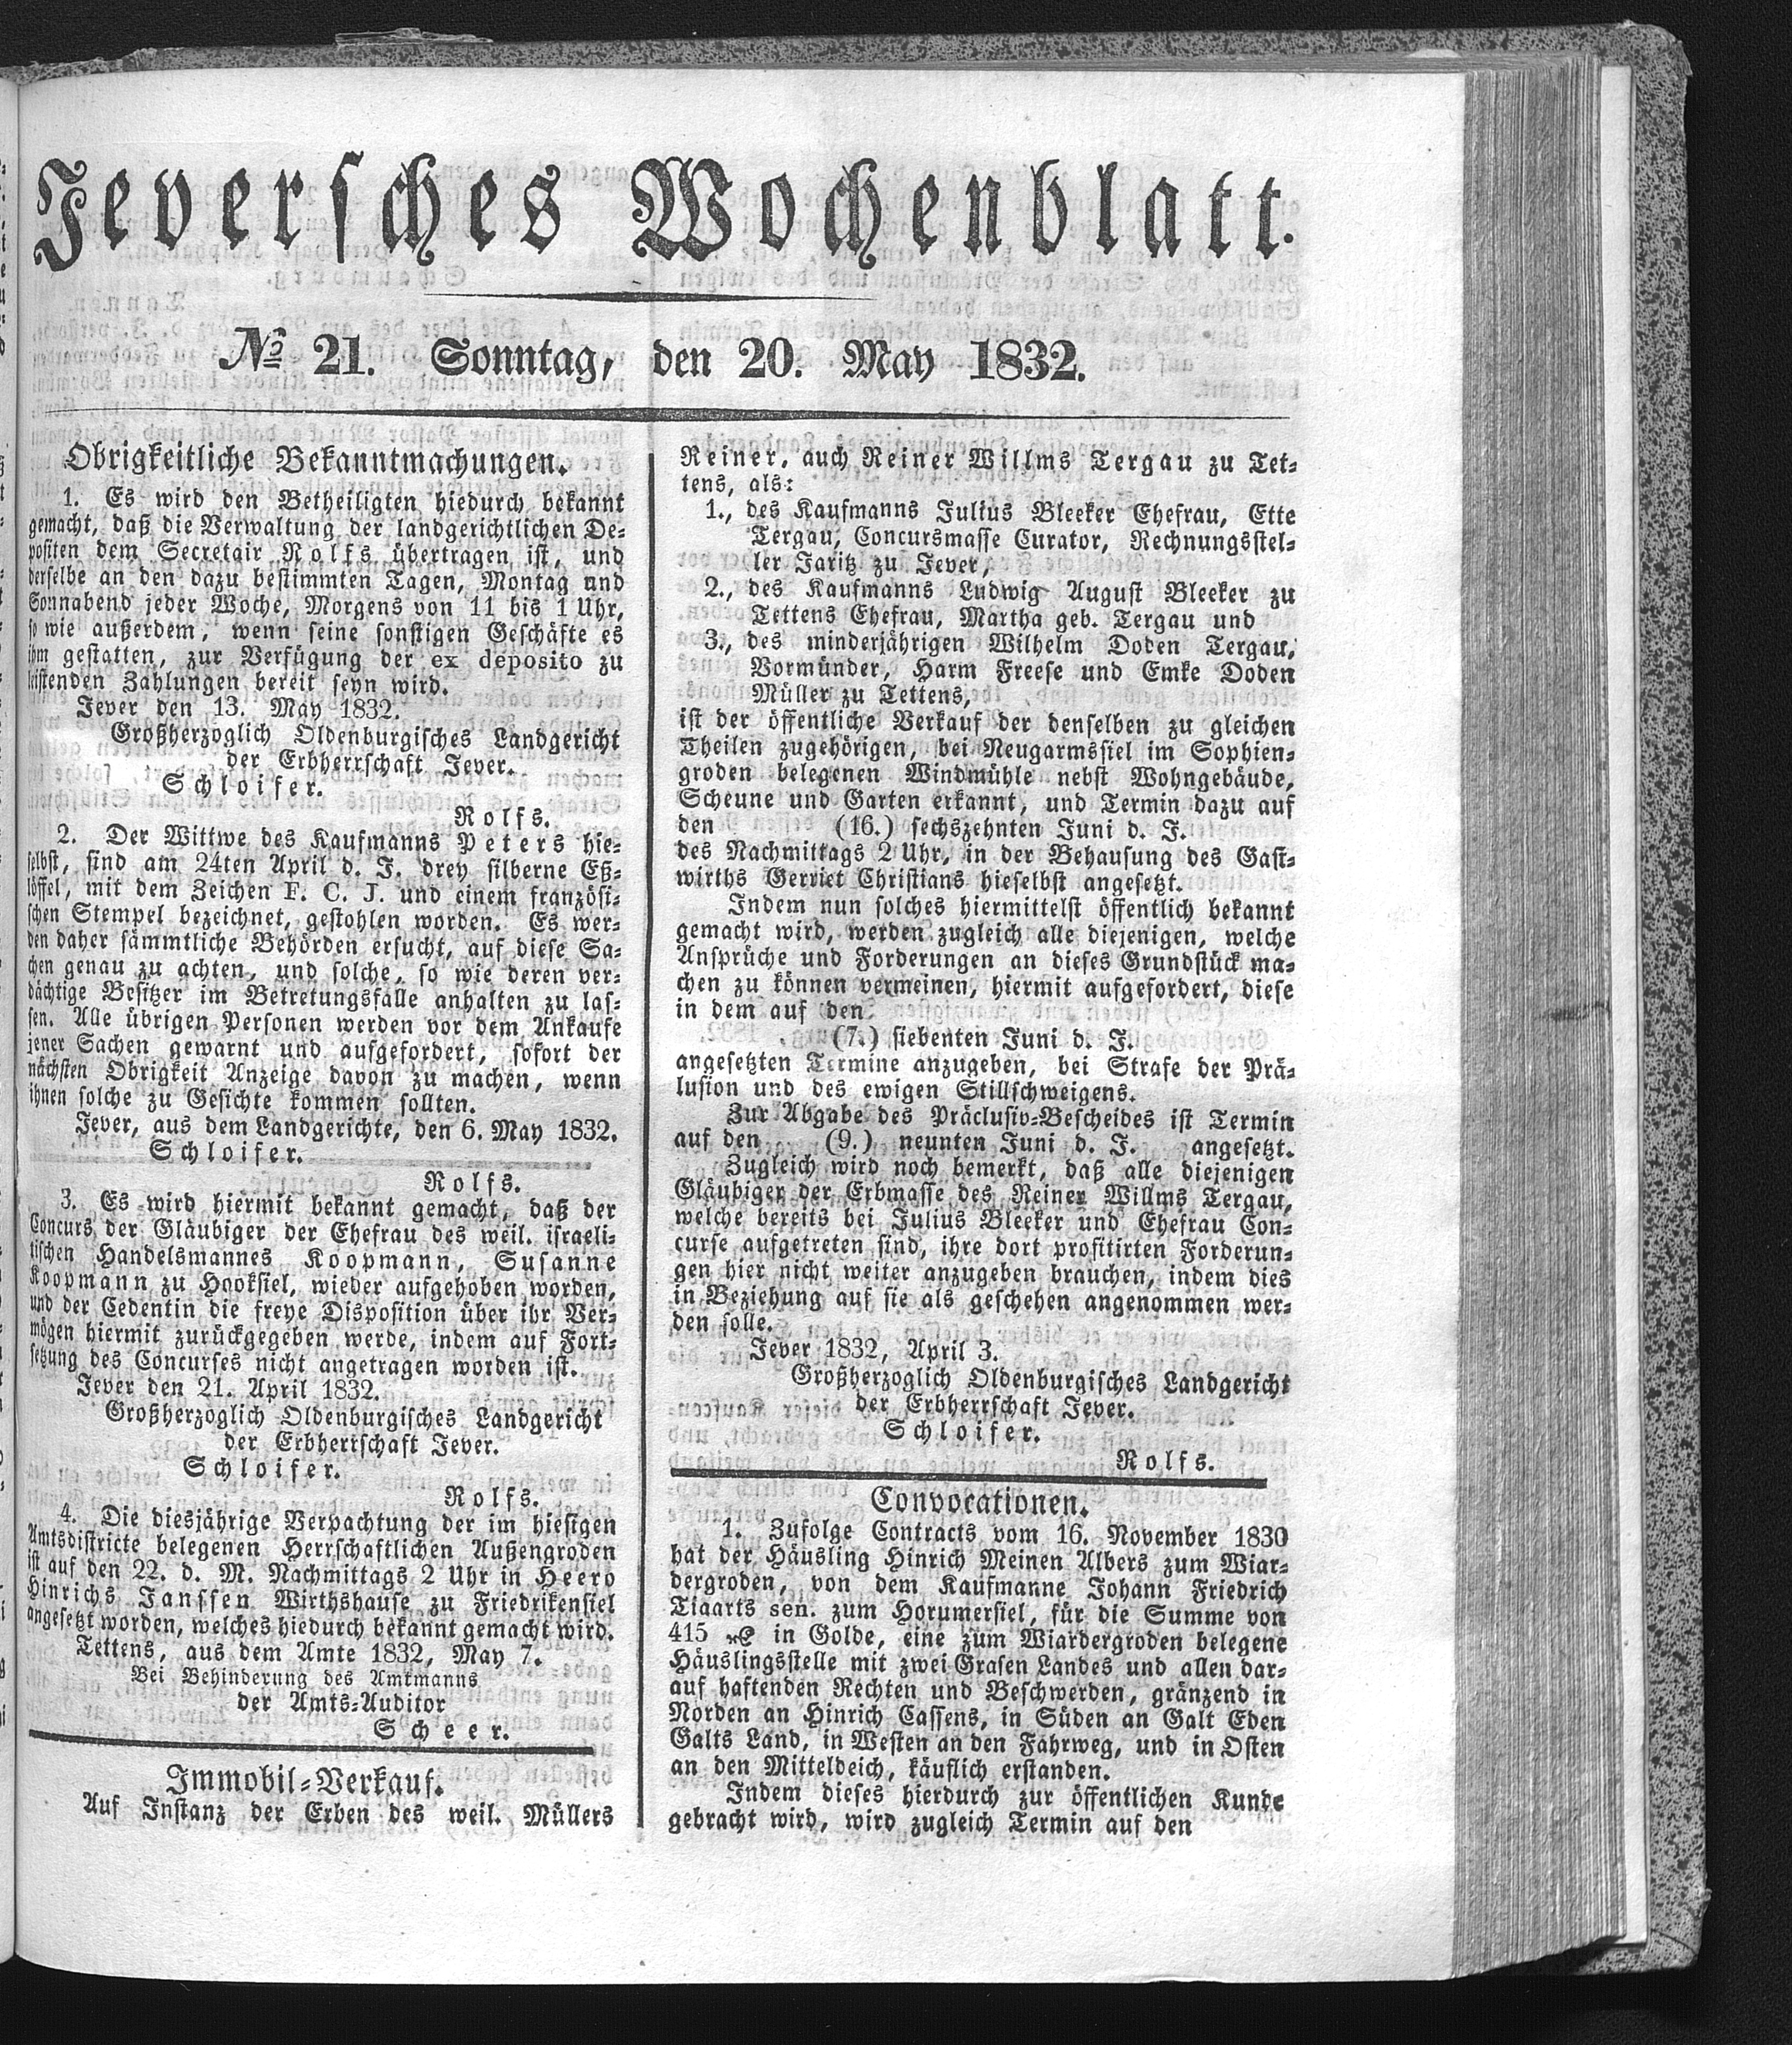 Jeversches Wochenblatt.
No 21. Sonntag, den 20. May 1832.
Obrigkeitliche Bekanntmachungen.
1. Es wird den Betheiligten hiedurch bekannt
gemacht, daß die Verwaltung der landgerichtlichen De-
positen dem Secretair Rolfs übertragen ist, und
derselbe an den dazu bestimmten Tagen, Montag und
Sonnabend jeder Woche, Morgens von 11 bis 1 Uhr,
so wie außerdem, wenn seine sonstigen Geschäfte es
ihm gestatten, zur Verfügung der ex deposito zu
leistenden Zahlungen bereit seyn wird.
Jever den 13. May 1832.
Großherzoglich Oldenburgisches Landgericht
der Erbherrschaft Jever.
Schloifer.
Rolfs.
2. Der Wittwe des Kaufmanns Peters hie-
selbst, sind am 24ten April d. J. drey silberne Eß-
löffel, mit dem Zeichen F. C. J. und einem französi-
schen Stempel bezeichnet, gestohlen worden. Es wer-
den daher sämmtliche Behörden ersucht, auf diese Sa-
chen genau zu achten, und solche, so wie deren ver-
dächtige Besitzer im Betretungsfalle anhalten zu las-
sen. Alle übrigen Personen werden vor dem Ankaufe
jener Sachen gewarnt und aufgefordert, sofort der
nächsten Obrigkeit Anzeige davon zu machen, wenn
ihnen solche zu Gesichte kommen sollten.
Jever, aus dem Landgerichte, den 6. May 1832.
Schloifer.
Rolfs.
3. Es wird hiermit bekannt gemacht, daß der
Concurs der Gläubiger der Ehefrau des weil. israeli-
tischen Handelsmannes Koopmann, Susanne
Koopmann zu Hooksiel, wieder aufgehoben worden,
und der Cedentin die freye Disposition über ihr Ver-
mögen hiermit zurückgegeben werde, indem auf Fort-
setzung des Concurses nicht angetragen worden ist.
Jever den 21. April 1832.
Großherzoglich Oldenburgisches Landgericht
der Erbherrschaft Jever.
Schloifer.
Rolfs.
4. Die diesjährige Verpachtung der im hiesigen
Amtsdistricte belegenen Herrschaftlichen Außengroden
ist auf den 22. d. M. Nachmittags 2 Uhr in Heero
Hinrichs Janssen Wirthshause zu Friedrikensiel
angesetzt worden, welches hiedurch bekannt gemacht wird.
Tettens, aus dem Amte 1832, May 7.
Bei Behinderung des Amtmanns
der Amts-Auditor
Scheer.
Immobil-Verkauf.
Auf Instanz der Erben des weil. Müllers
Reiner, auch Reiner Willms Tergau zu Tet-
tens, als:
1., des Kaufmanns Julius Bleeker Ehefrau, Ette
Tergau, Concursmasse Curator, Rechnungsstel-
ler Jaritz zu Jever,
2., des Kaufmanns Ludwig August Bleeker zu
Tettens Ehefrau, Martha geb. Tergau und
3., des minderjährigen Wilhelm Doden Tergau,
Vormünder, Harm Freese und Emke Doden
Müller zu Tettens,
ist der öffentliche Verkauf der denselben zu gleichen
Theilen zugehörigen, bei Neugarmssiel im Sophien-
groden belegenen Windmühle nebst Wohngebäude,
Scheune und Garten erkannt, und Termin dazu auf
den (16.) sechszehnten Juni d. J.
des Nachmittags 2 Uhr, in der Behausung des Gast-
wirths Gerriet Christians hieselbst angesetzt.
Indem nun solches hiermittelst öffentlich bekannt
gemacht wird, werden zugleich alle diejenigen, welche
Ansprüche und Forderungen an dieses Grundstück ma-
chen zu können vermeinen, hiermit aufgefordert, diese
in dem auf den
(7.) siebenten Juni d. J.
angesetzten Termine anzugeben, bei Strafe der Prä-
lusion und des ewigen Stillschweigens.
Zur Abgabe des Präclusiv-Bescheides ist Termin
auf den (9.) neunten Juni d. J. angesetzt.
Zugleich wird noch bemerkt, daß alle diejenigen
Gläubiger der Erbmasse des Reiner Willms Tergau,
welche bereits bei Julius Bleeker und Ehefrau Con-
curse aufgetreten sind, ihre dort profitirten Forderun-
gen hier nicht weiter anzugeben brauchen, indem dies
in Beziehung auf sie als geschehen angenommen wer-
den solle.
Jever 1832, April 3.
Großherzoglich Oldenburgisches Landgericht
der Erbherrschaft Jever.
Schloifer.
Rolfs.
Convocationen.
1. Zufolge Contracts vom 16. November 1830
hat der Häusling Hinrich Meinen Albers zum Wiar-
dergroden, von dem Kaufmanne Johann Friedrich
Tiaarts sen. zum Horumersiel, für die Summe von
415 in Golde, eine zum Wiardergroden belegene
Häuslingsstelle mit zwei Grasen Landes und allen dar-
auf haftenden Rechten und Beschwerden, gränzend in
Norden an Hinrich Cassens, in Süden an Galt Eden
Galts Land, in Westen an den Fahrweg, und in Osten
an den Mitteldeich, käuflich erstanden.
Indem dieses hierdurch zur öffentlichen Kunde
gebracht wird, wird zugleich Termin auf den